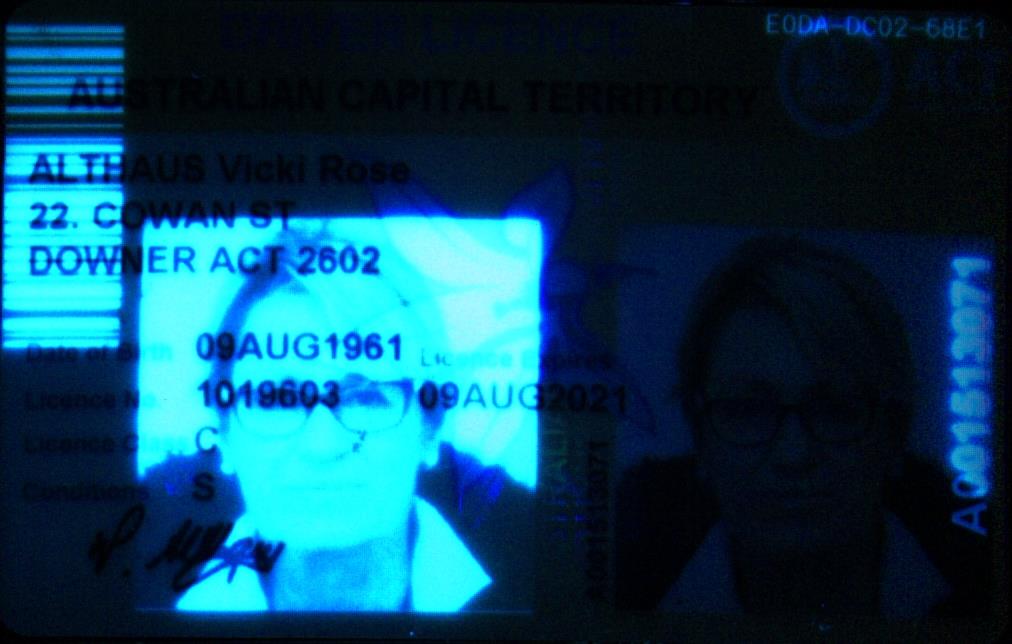 E0DA-DC02-68E1
DRIVER LICENCE
AUSTRALIAN CAPITAL TERRITORY
ACT
ALTHAUS Vicki Rose
22. COWAN ST
DOWNER ACT 2602
Date of Birth 09AUG1961 Licence Expires
Licence No. 1019603 09AUG2021
Licence Class C
Conditions S
A001513071
A001513071